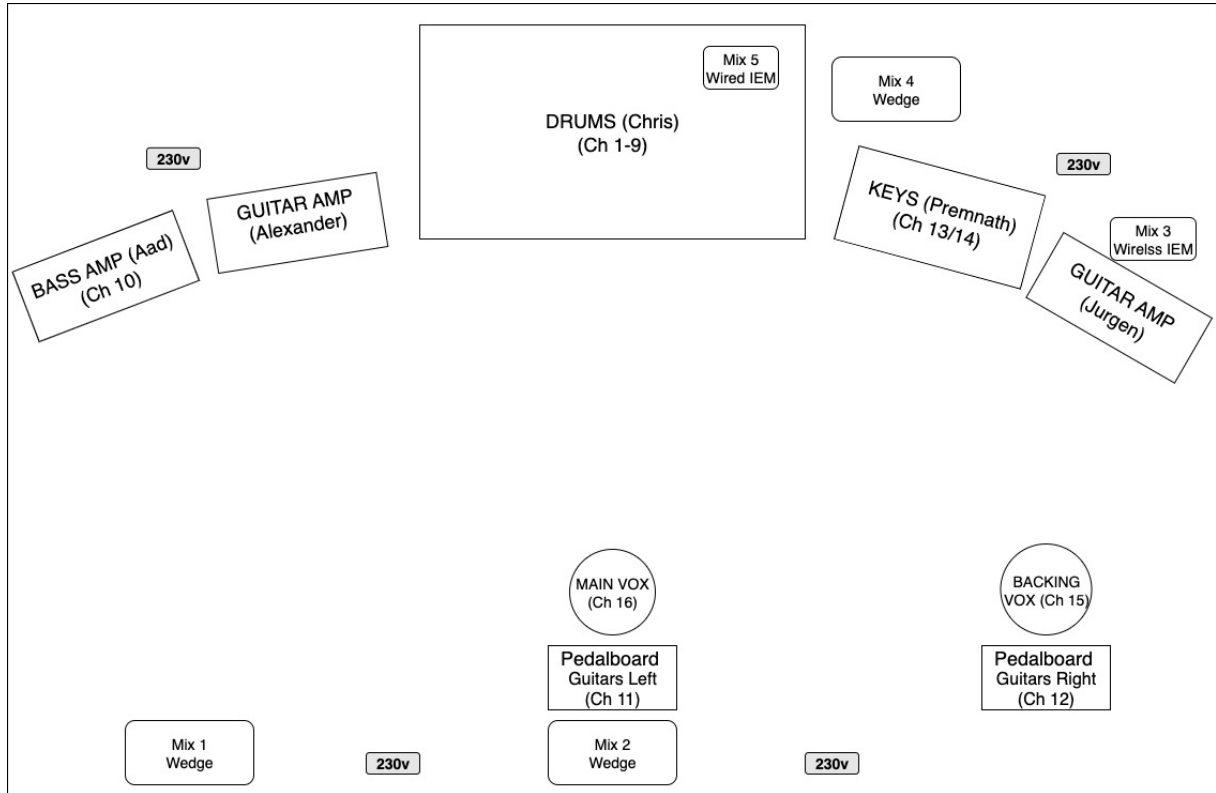 Mix 5
Wired IEM
Mix 4
Wedge
DRUMS (Chris)
(Ch 1-9)
230v
230v
GUITAR AMP
(Alexander)
KEYS (Premnath)
(Ch 13/14)
BASS AMP (Aad)
(Ch 10)
Mix 3
Wirelss IEM
GUITAR AMP
(Jurgen)
MAIN VOX
(Ch 16)
BACKING
VOX (Ch 15)
Pedalboard
Guitars Left
(Ch 11)
Pedalboard
Guitars Right
(Ch 12)
Mix 1
Wedge
230v
Mix 2
Wedge
230v